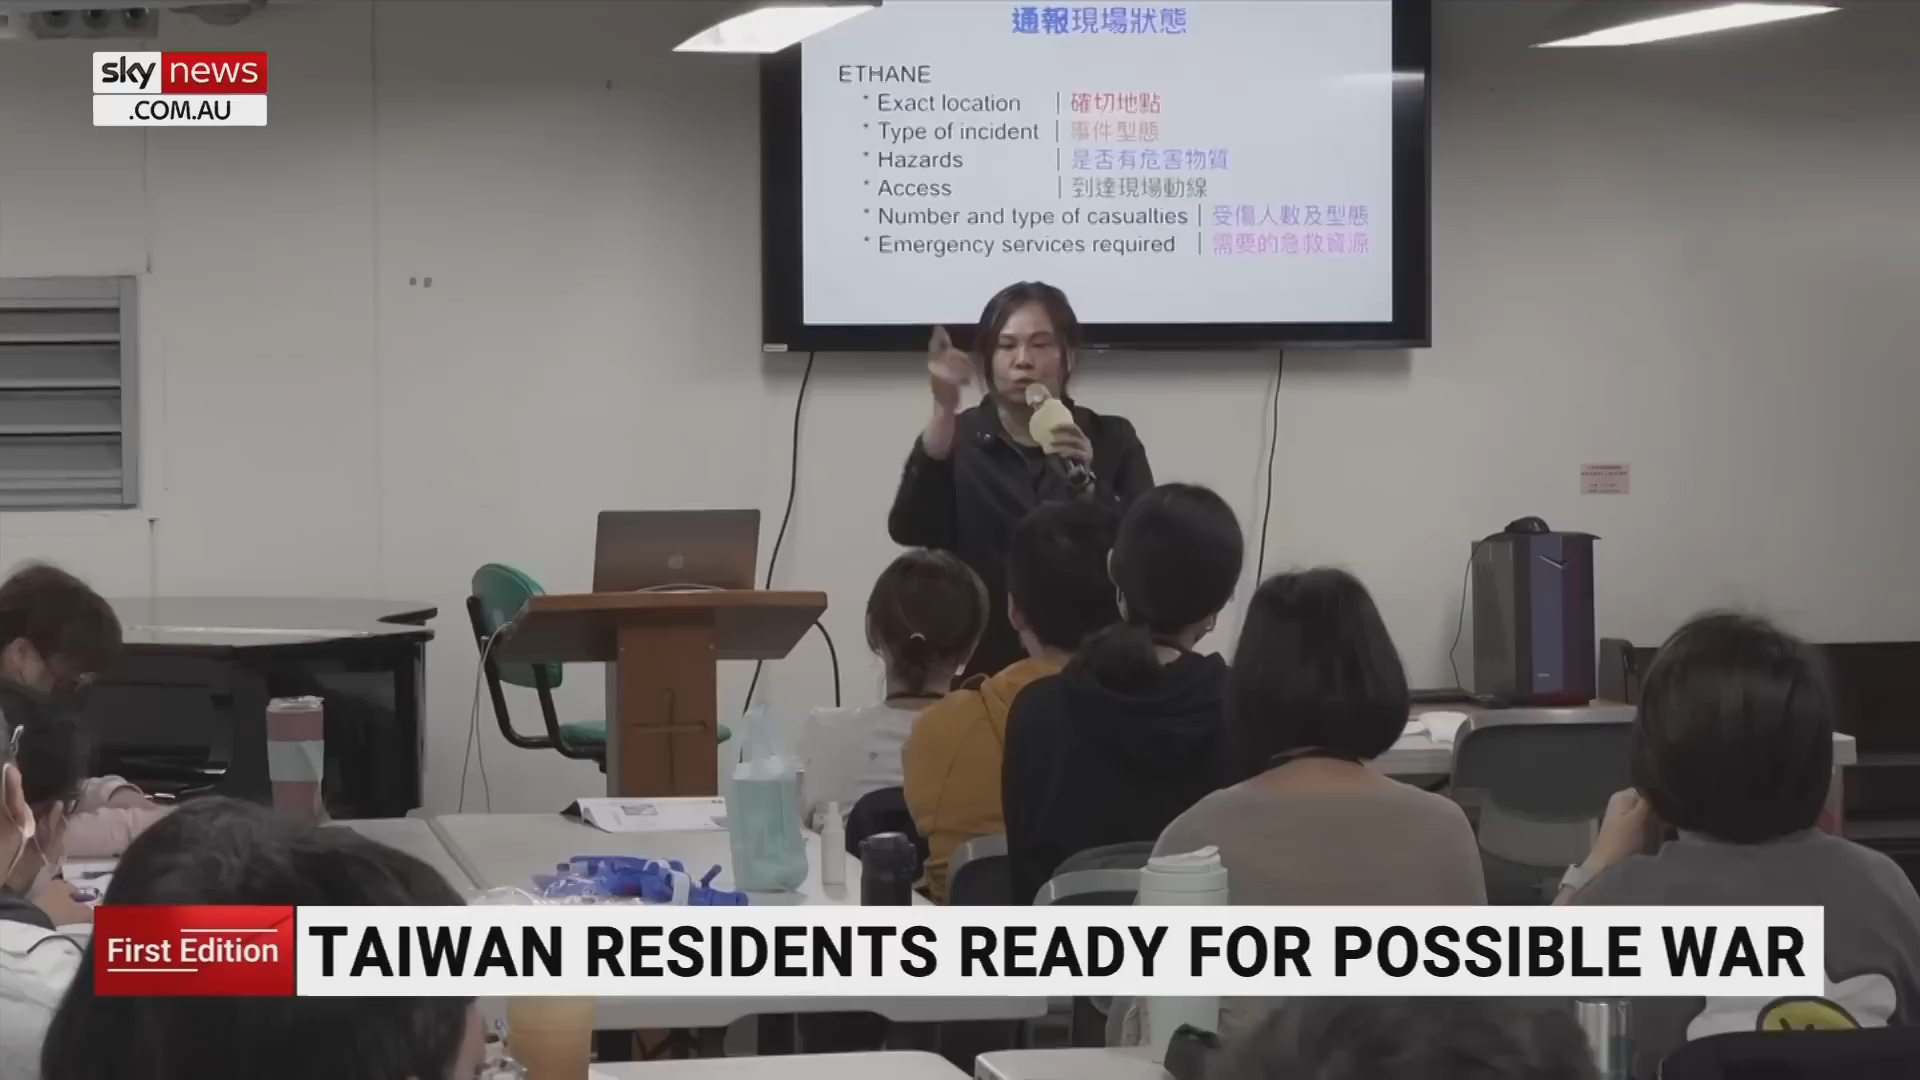 sky news
.COM.AU
通報現場狀態
ETHANE
* Exact location | 確切地點
* Type of incident | 事件型態
* Hazards | 是否有危害物質
* Access | 到達現場動線
* Number and type of casualties | 受傷人數及型態
* Emergency services required | 需要的急救資源
First Edition
TAIWAN RESIDENTS READY FOR POSSIBLE WAR